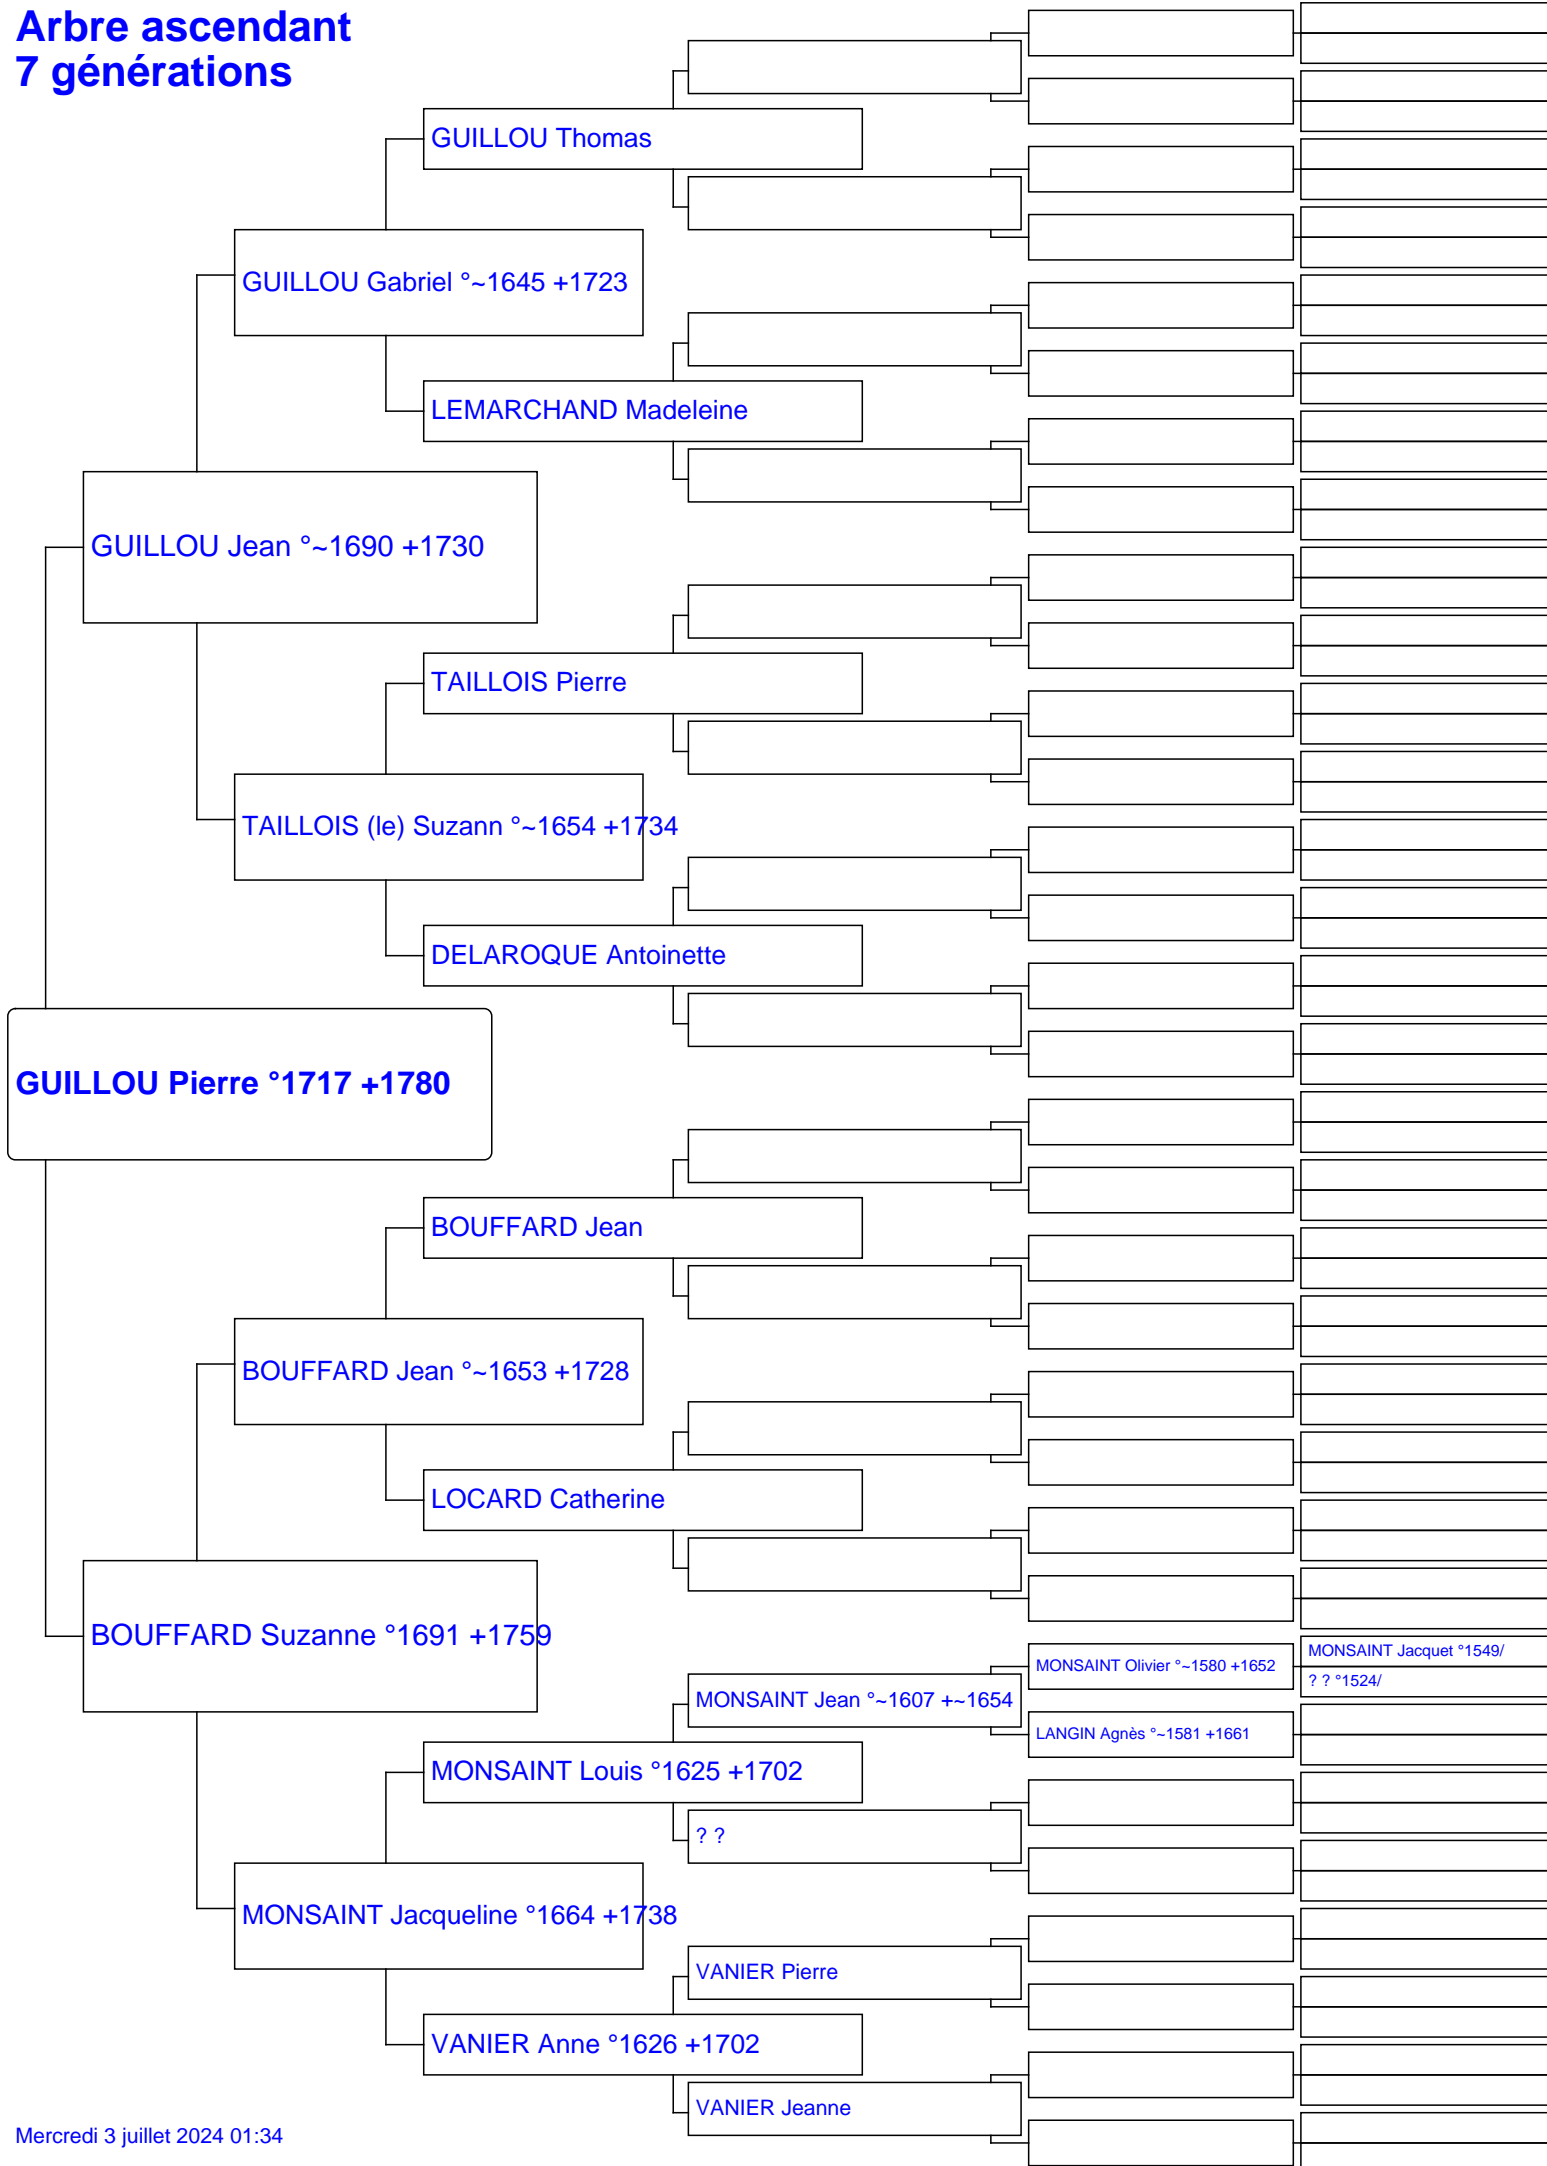 Arbre ascendant
7 générations
GUILLOU Thomas
GUILLOU Gabriel °~1645 +1723
LEMARCHAND Madeleine
GUILLOU Jean °~1690 +1730
TAILLOIS Pierre
TAILLOIS (le) Suzann °~1654 +1734
DELAROQUE Antoinette
GUILLOU Pierre °1717 +1780
BOUFFARD Jean
BOUFFARD Jean °~1653 +1728
LOCARD Catherine
BOUFFARD Suzanne °1691 +1759
MONSAINT Jacquet °1549/
MONSAINT Olivier °~1580 +1652
? ? °1524/
MONSAINT Jean °~1607 +~1654
LANGIN Agnès °~1581 +1661
MONSAINT Louis °1625 +1702
? ?
MONSAINT Jacqueline °1664 +1738
VANIER Pierre
VANIER Anne °1626 +1702
VANIER Jeanne
Mercredi 3 juillet 2024 01:34